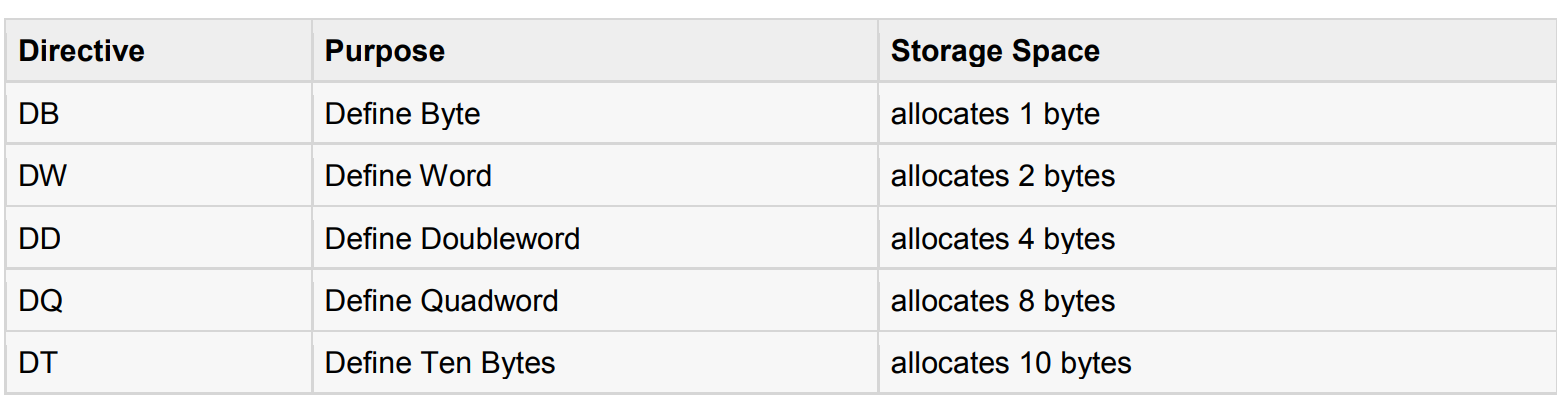 Directive Purpose Storage Space
DB Define Byte allocates 1 byte
DW Define Word allocates 2 bytes
DD Define Doubleword allocates 4 bytes
DQ Define Quadword allocates 8 bytes
DT Define Ten Bytes allocates 10 bytes